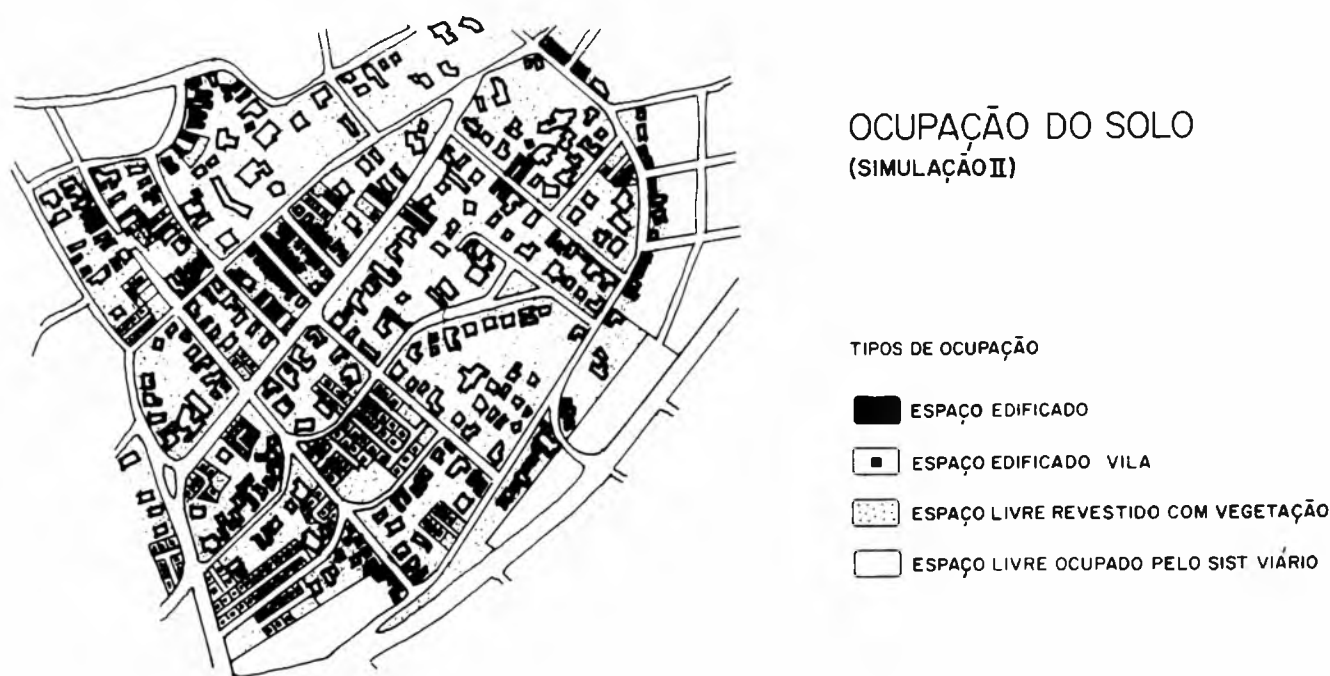 OCUPAÇÃO DO SOLO
(SIMULAÇÃO II)
TIPOS DE OCUPAÇÃO
ESPAÇO EDIFICADO
ESPAÇO EDIFICADO VILA
ESPAÇO LIVRE REVESTIDO COM VEGETAÇÃO
ESPAÇO LIVRE OCUPADO PELO SIST VIÁRIO